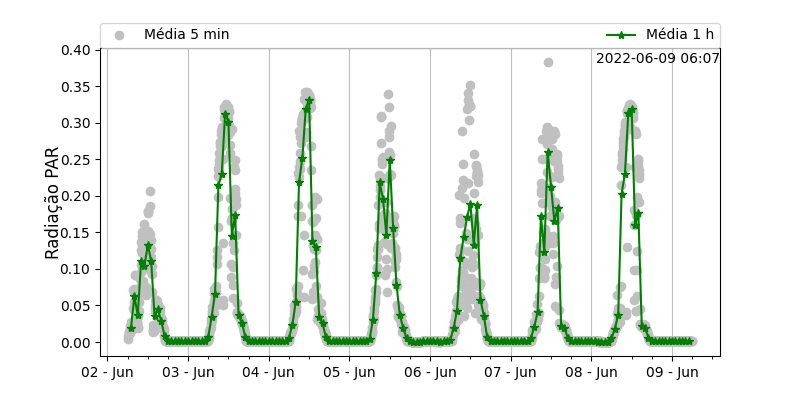 Média 5 min
Média 1 h
2022-06-09 06:07
Radiação PAR
0.40
0.35
0.30
0.25
0.20
0.15
0.10
0.05
0.00
02 - Jun 03 - Jun 04 - Jun 05 - Jun 06 - Jun 07 - Jun 08 - Jun 09 - Jun